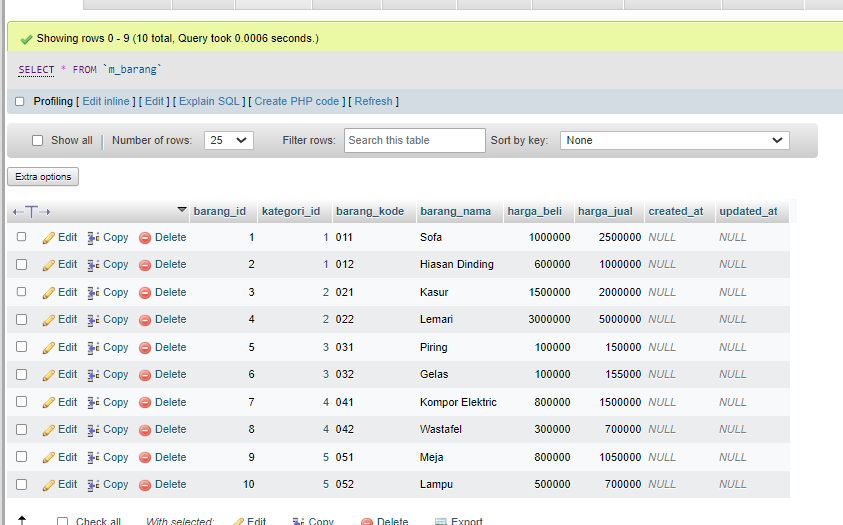 Showing rows 0 - 9 (10 total, Query took 0.0006 seconds.)
SELECT * FROM `m_barang`
Profiling [ Edit inline ] [ Edit ] [ Explain SQL ] [ Create PHP code ] [ Refresh ]
Show all | Number of rows: 25 Filter rows: Search this table Sort by key: None
Extra options
←T→ barang_id kategori_id barang_kode barang_nama harga_beli harga_jual created_at updated_at
Edit Copy Delete 1 1 011 Sofa 1000000 2500000 NULL NULL
Edit Copy Delete 2 1 012 Hiasan Dinding 600000 1000000 NULL NULL
Edit Copy Delete 3 2 021 Kasur 1500000 2000000 NULL NULL
Edit Copy Delete 4 2 022 Lemari 3000000 5000000 NULL NULL
Edit Copy Delete 5 3 031 Piring 100000 150000 NULL NULL
Edit Copy Delete 6 3 032 Gelas 100000 155000 NULL NULL
Edit Copy Delete 7 4 041 Kompor Elektric 800000 1500000 NULL NULL
Edit Copy Delete 8 4 042 Wastafel 300000 700000 NULL NULL
Edit Copy Delete 9 5 051 Meja 800000 1050000 NULL NULL
Edit Copy Delete 10 5 052 Lampu 500000 700000 NULL NULL
Check all With selected: Edit Copy Delete Export